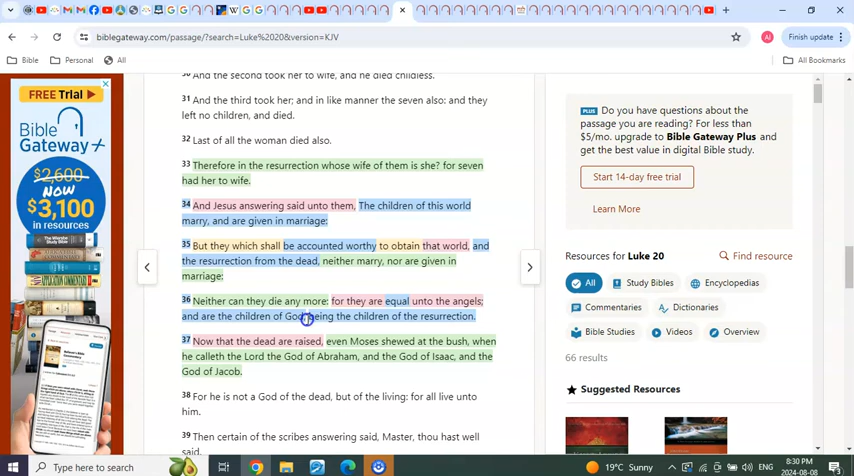 Finish update
biblegateway.com/passage/?search=Luke%2020&version=KJV
AI
Bible
Personal
All
All Bookmarks
FREE Trial
BIBLE
GATEWAY
$2,600
NOW
$3,100
in resources
30 And the second took her to wife, and he died childless.
31 And the third took her; and in like manner the seven also: and they
left no children, and died.
32 Last of all the woman died also.
33 Therefore in the resurrection whose wife of them is she? for seven
had her to wife.
34 And Jesus answering said unto them, The children of this world
marry, and are given in marriage:
35 But they which shall be accounted worthy to obtain that world, and
the resurrection from the dead, neither marry, nor are given in
marriage:
36 Neither can they die any more: for they are equal unto the angels;
and are the children of God, being the children of the resurrection.
37 Now that the dead are raised, even Moses shewed at the bush, when
he calleth the Lord the God of Abraham, and the God of Isaac, and the
God of Jacob.
38 For he is not a God of the dead, but of the living: for all live unto
him.
39 Then certain of the scribes answering said, Master, thou hast well
said.
PLUS Do you have questions about the
passage you are reading? For less than
$5/mo. upgrade to Bible Gateway Plus and
get the best value in digital Bible study.
Start 14-day free trial
Learn More
Resources for Luke 20
Find resource
All
Study Bibles
Encyclopedias
Commentaries
Dictionaries
Bible Studies
Videos
Overview
66 results
Suggested Resources
Type here to search
19°C Sunny
ENG
8:30 PM
2024-08-08
3